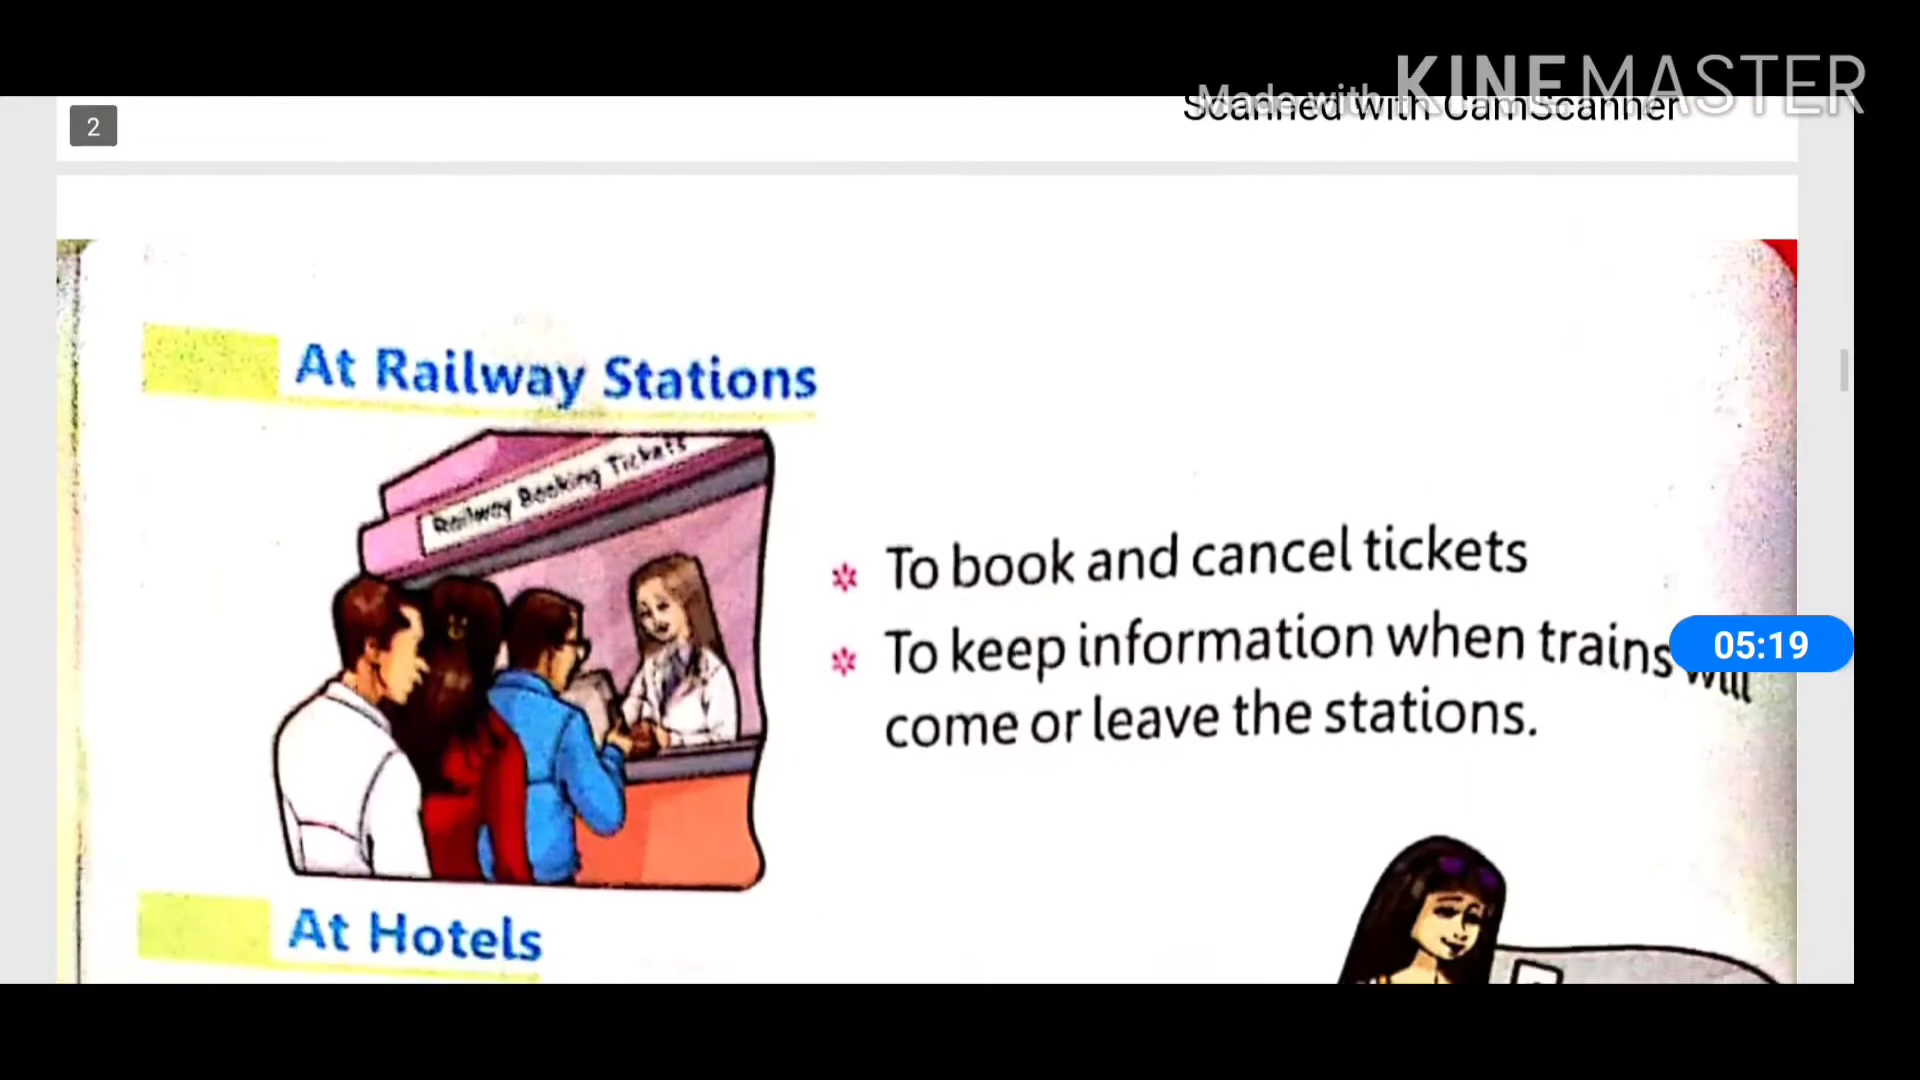 Made with KINEMASTER
Scanned with CamScanner
2
At Railway Stations
Railway Booking Tickets
* To book and cancel tickets
* To keep information when trains will
come or leave the stations.
05:19
At Hotels